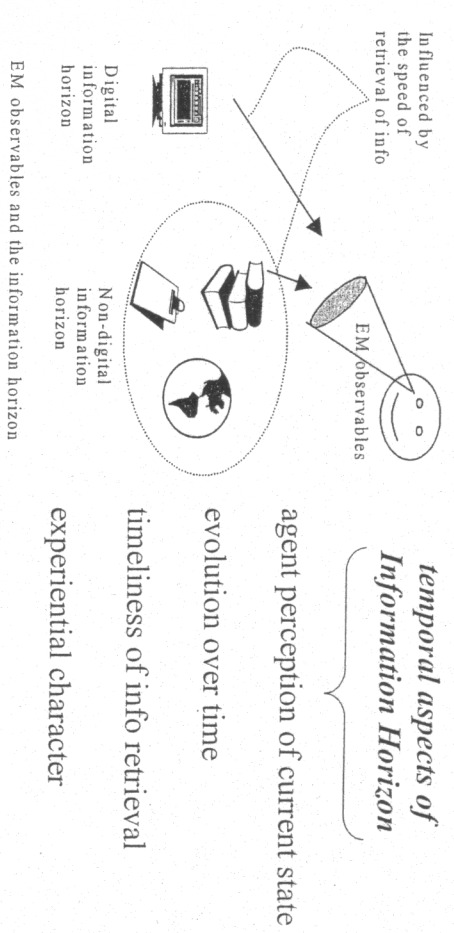 Influenced by
the speed of
retrieval of info
EM observables
Digital
information
horizon
Non-digital
information
horizon
EM observables and the information horizon
temporal aspects of
Information Horizon
agent perception of current state
evolution over time
timeliness of info retrieval
experiential character